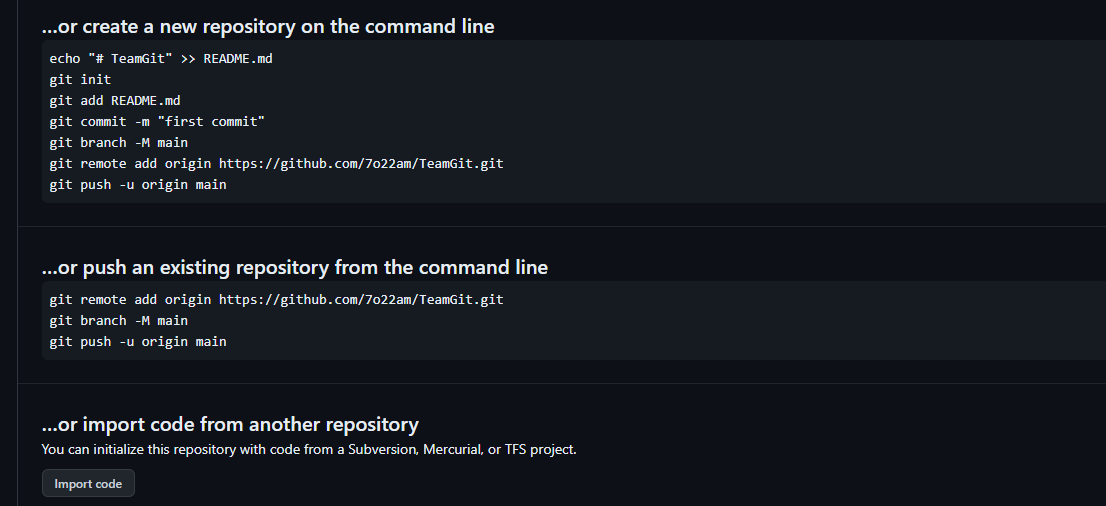 ...or create a new repository on the command line
echo "# TeamGit" >> README.md
git init
git add README.md
git commit -m "first commit"
git branch -M main
git remote add origin https://github.com/7o22am/TeamGit.git
git push -u origin main
...or push an existing repository from the command line
git remote add origin https://github.com/7o22am/TeamGit.git
git branch -M main
git push -u origin main
...or import code from another repository
You can initialize this repository with code from a Subversion, Mercurial, or TFS project.
Import code